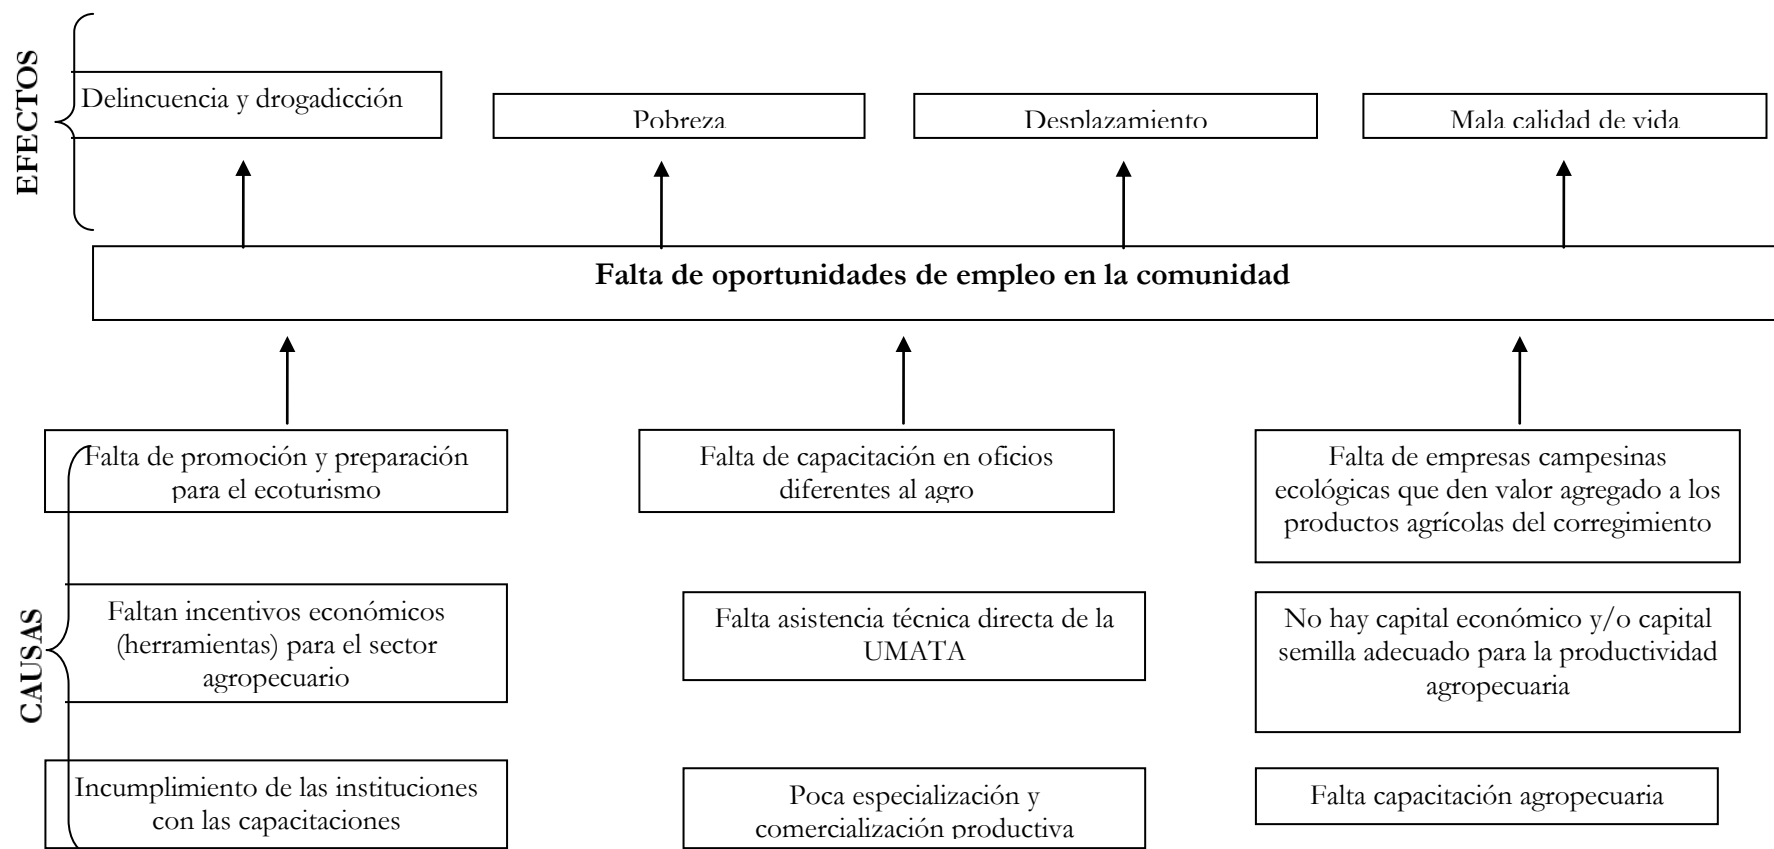 EFECTOS
Delincuencia y drogadicción
Pobreza
Desplazamiento
Mala calidad de vida
Falta de oportunidades de empleo en la comunidad
CAUSAS
Falta de promoción y preparación
para el ecoturismo
Falta de capacitación en oficios
diferentes al agro
Falta de empresas campesinas
ecológicas que den valor agregado a los
productos agrícolas del corregimiento
Faltan incentivos económicos
(herramientas) para el sector
agropecuario
Falta asistencia técnica directa de la
UMATA
No hay capital económico y/o capital
semilla adecuado para la productividad
agropecuaria
Incumplimiento de las instituciones
con las capacitaciones
Poca especialización y
comercialización productiva
Falta capacitación agropecuaria